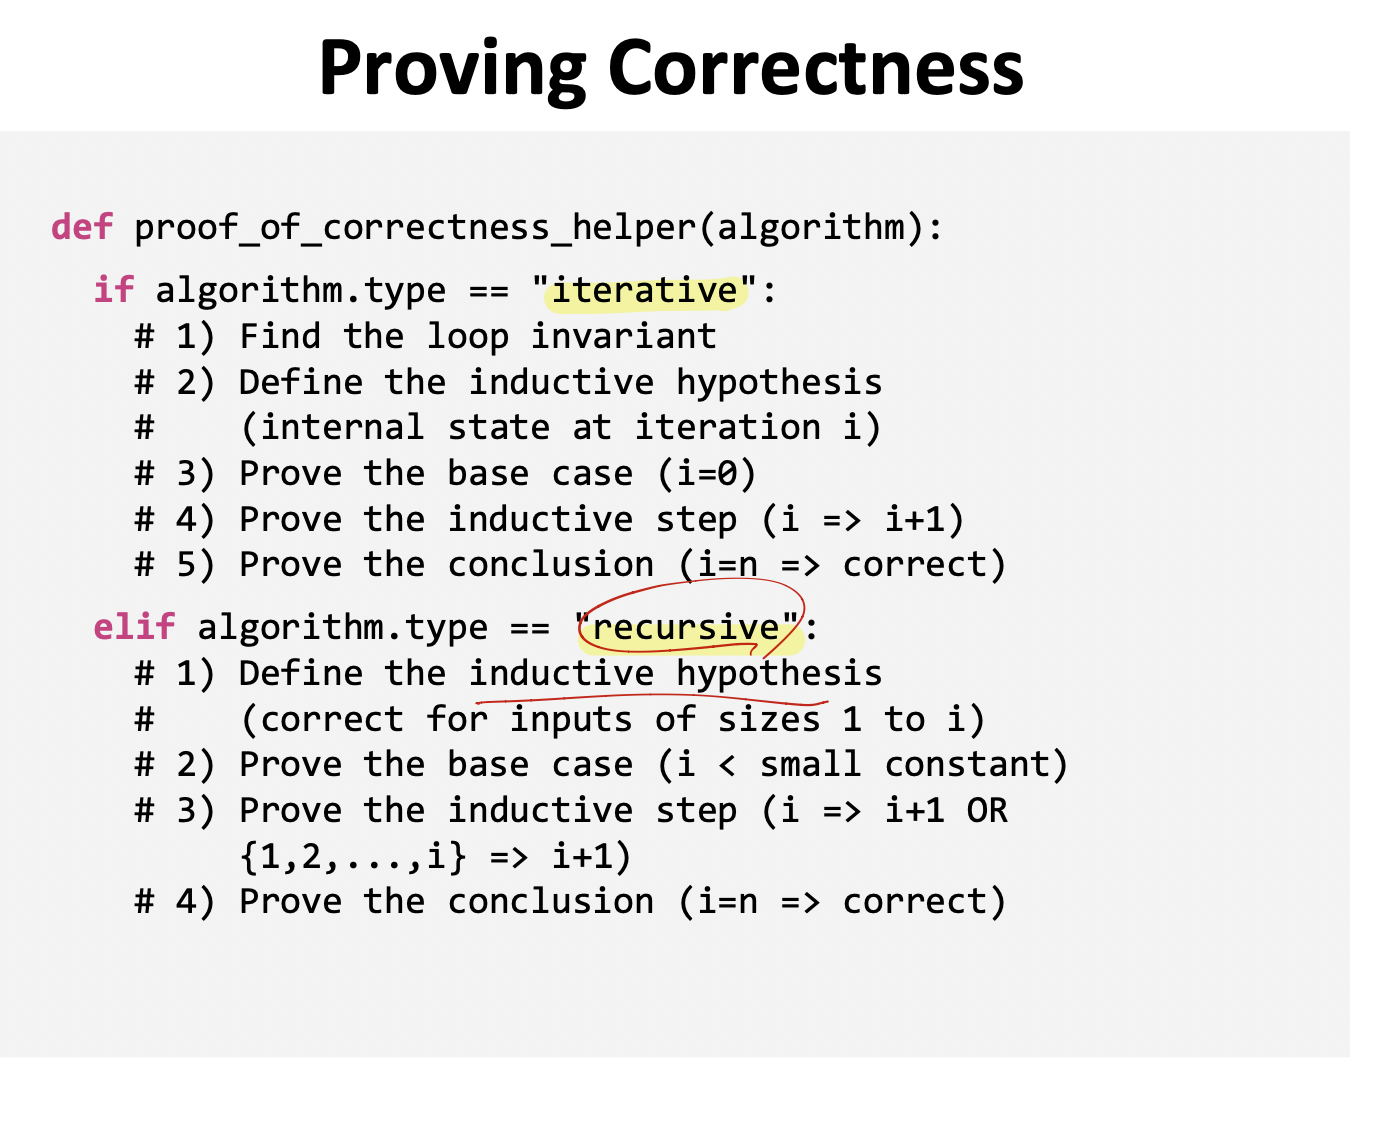 Proving Correctness
def proof_of_correctness_helper(algorithm):
if algorithm.type == "iterative":
# 1) Find the loop invariant
# 2) Define the inductive hypothesis
#    (internal state at iteration i)
# 3) Prove the base case (i=0)
# 4) Prove the inductive step (i => i+1)
# 5) Prove the conclusion (i=n => correct)
elif algorithm.type == "recursive":
# 1) Define the inductive hypothesis
#    (correct for inputs of sizes 1 to i)
# 2) Prove the base case (i < small constant)
# 3) Prove the inductive step (i => i+1 OR
{1,2,...,i} => i+1)
# 4) Prove the conclusion (i=n => correct)